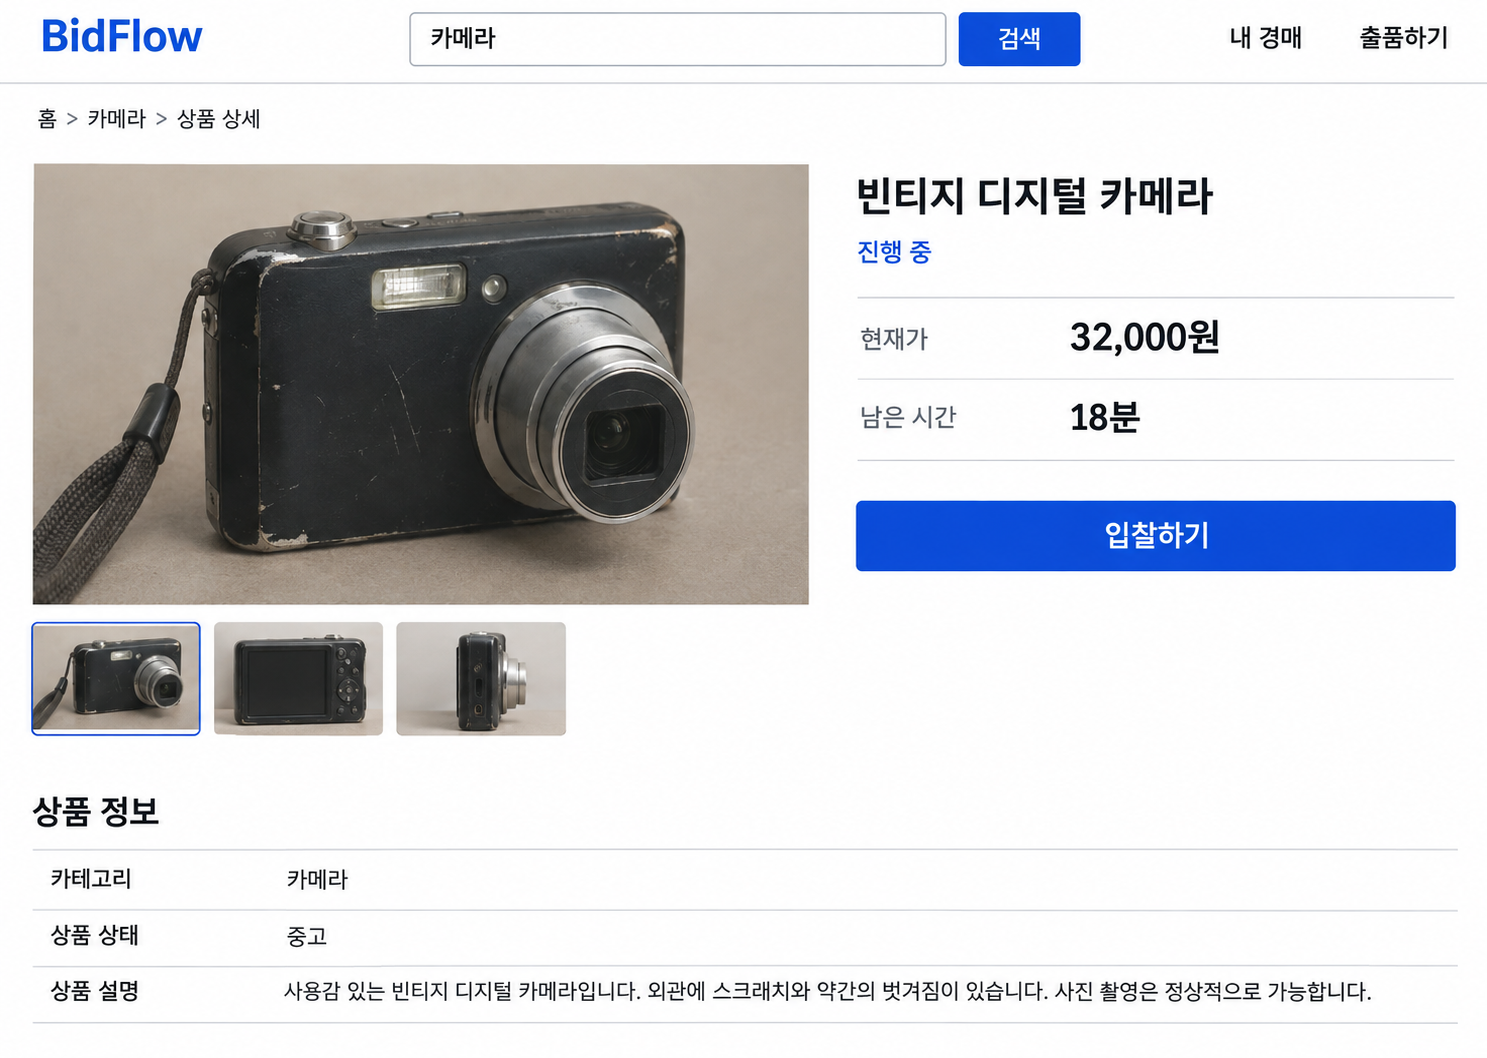 BidFlow
카메라
검색
내 경매
출품하기
홈 > 카메라 > 상품 상세
빈티지 디지털 카메라
진행 중
현재가 32,000원
남은 시간 18분
입찰하기
상품 정보
카테고리 카메라
상품 상태 중고
상품 설명 사용감 있는 빈티지 디지털 카메라입니다. 외관에 스크래치와 약간의 벗겨짐이 있습니다. 사진 촬영은 정상적으로 가능합니다.